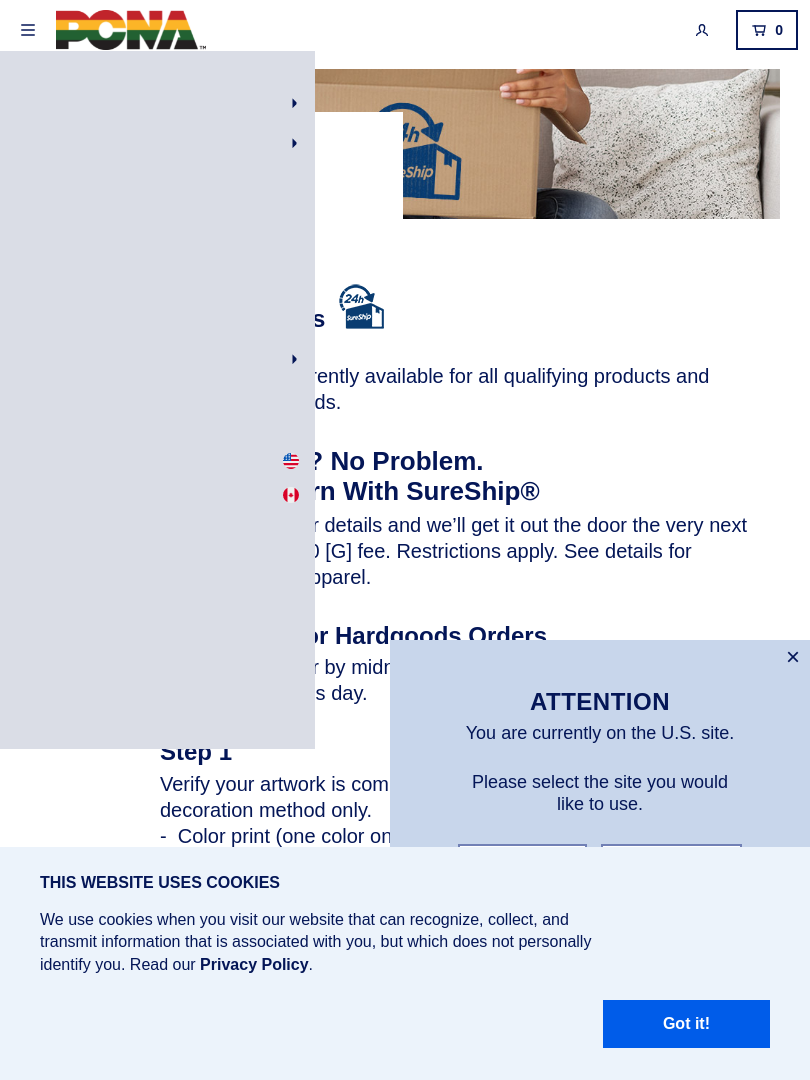 PCNA™
0
4h
eShip
s
24h
SureShip
rently available for all qualifying products and
ds.
? No Problem.
rn With SureShip®
r details and we’ll get it out the door the very next
0 [G] fee. Restrictions apply. See details for
pparel.
or Hardgoods Orders
r by midn
s day.
ATTENTION
You are currently on the U.S. site.
Please select the site you would
like to use.
Step 1
Verify your artwork is com
decoration method only.
- Color print (one color on
THIS WEBSITE USES COOKIES
We use cookies when you visit our website that can recognize, collect, and
transmit information that is associated with you, but which does not personally
identify you. Read our Privacy Policy.
Got it!